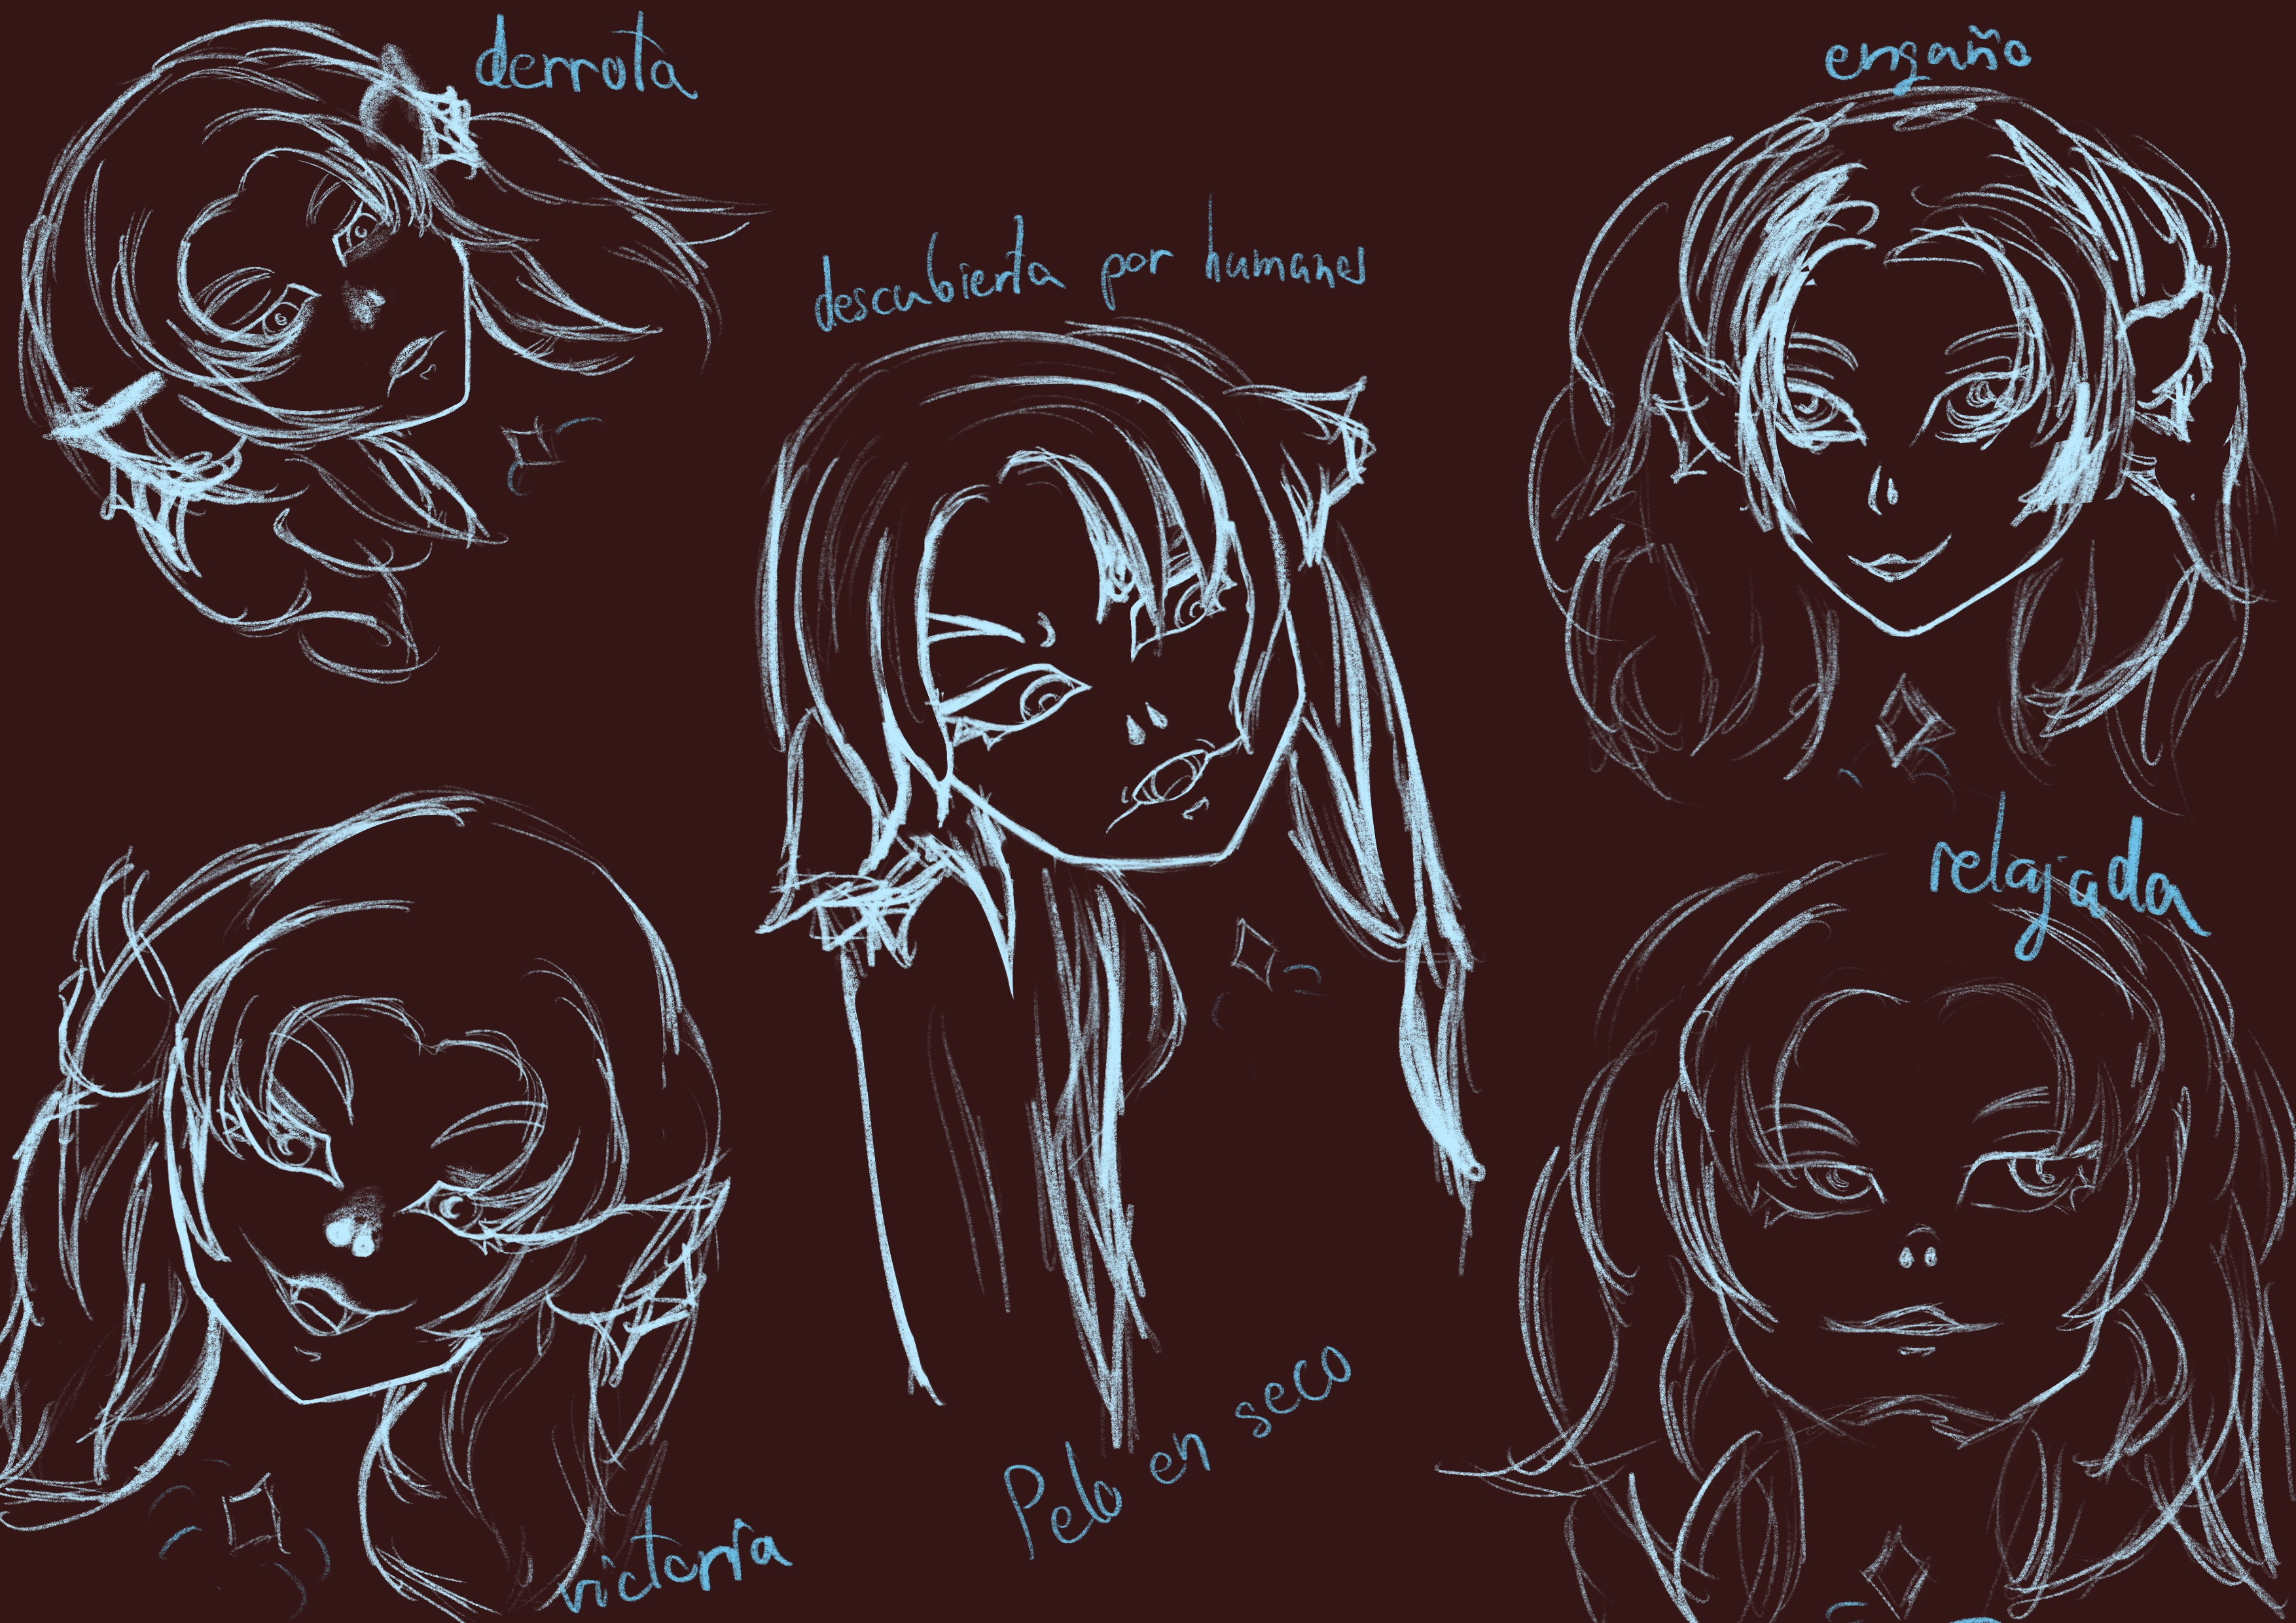 derrota
engaño
descubierta por humanes
relajada
Pelo en seco
victoria